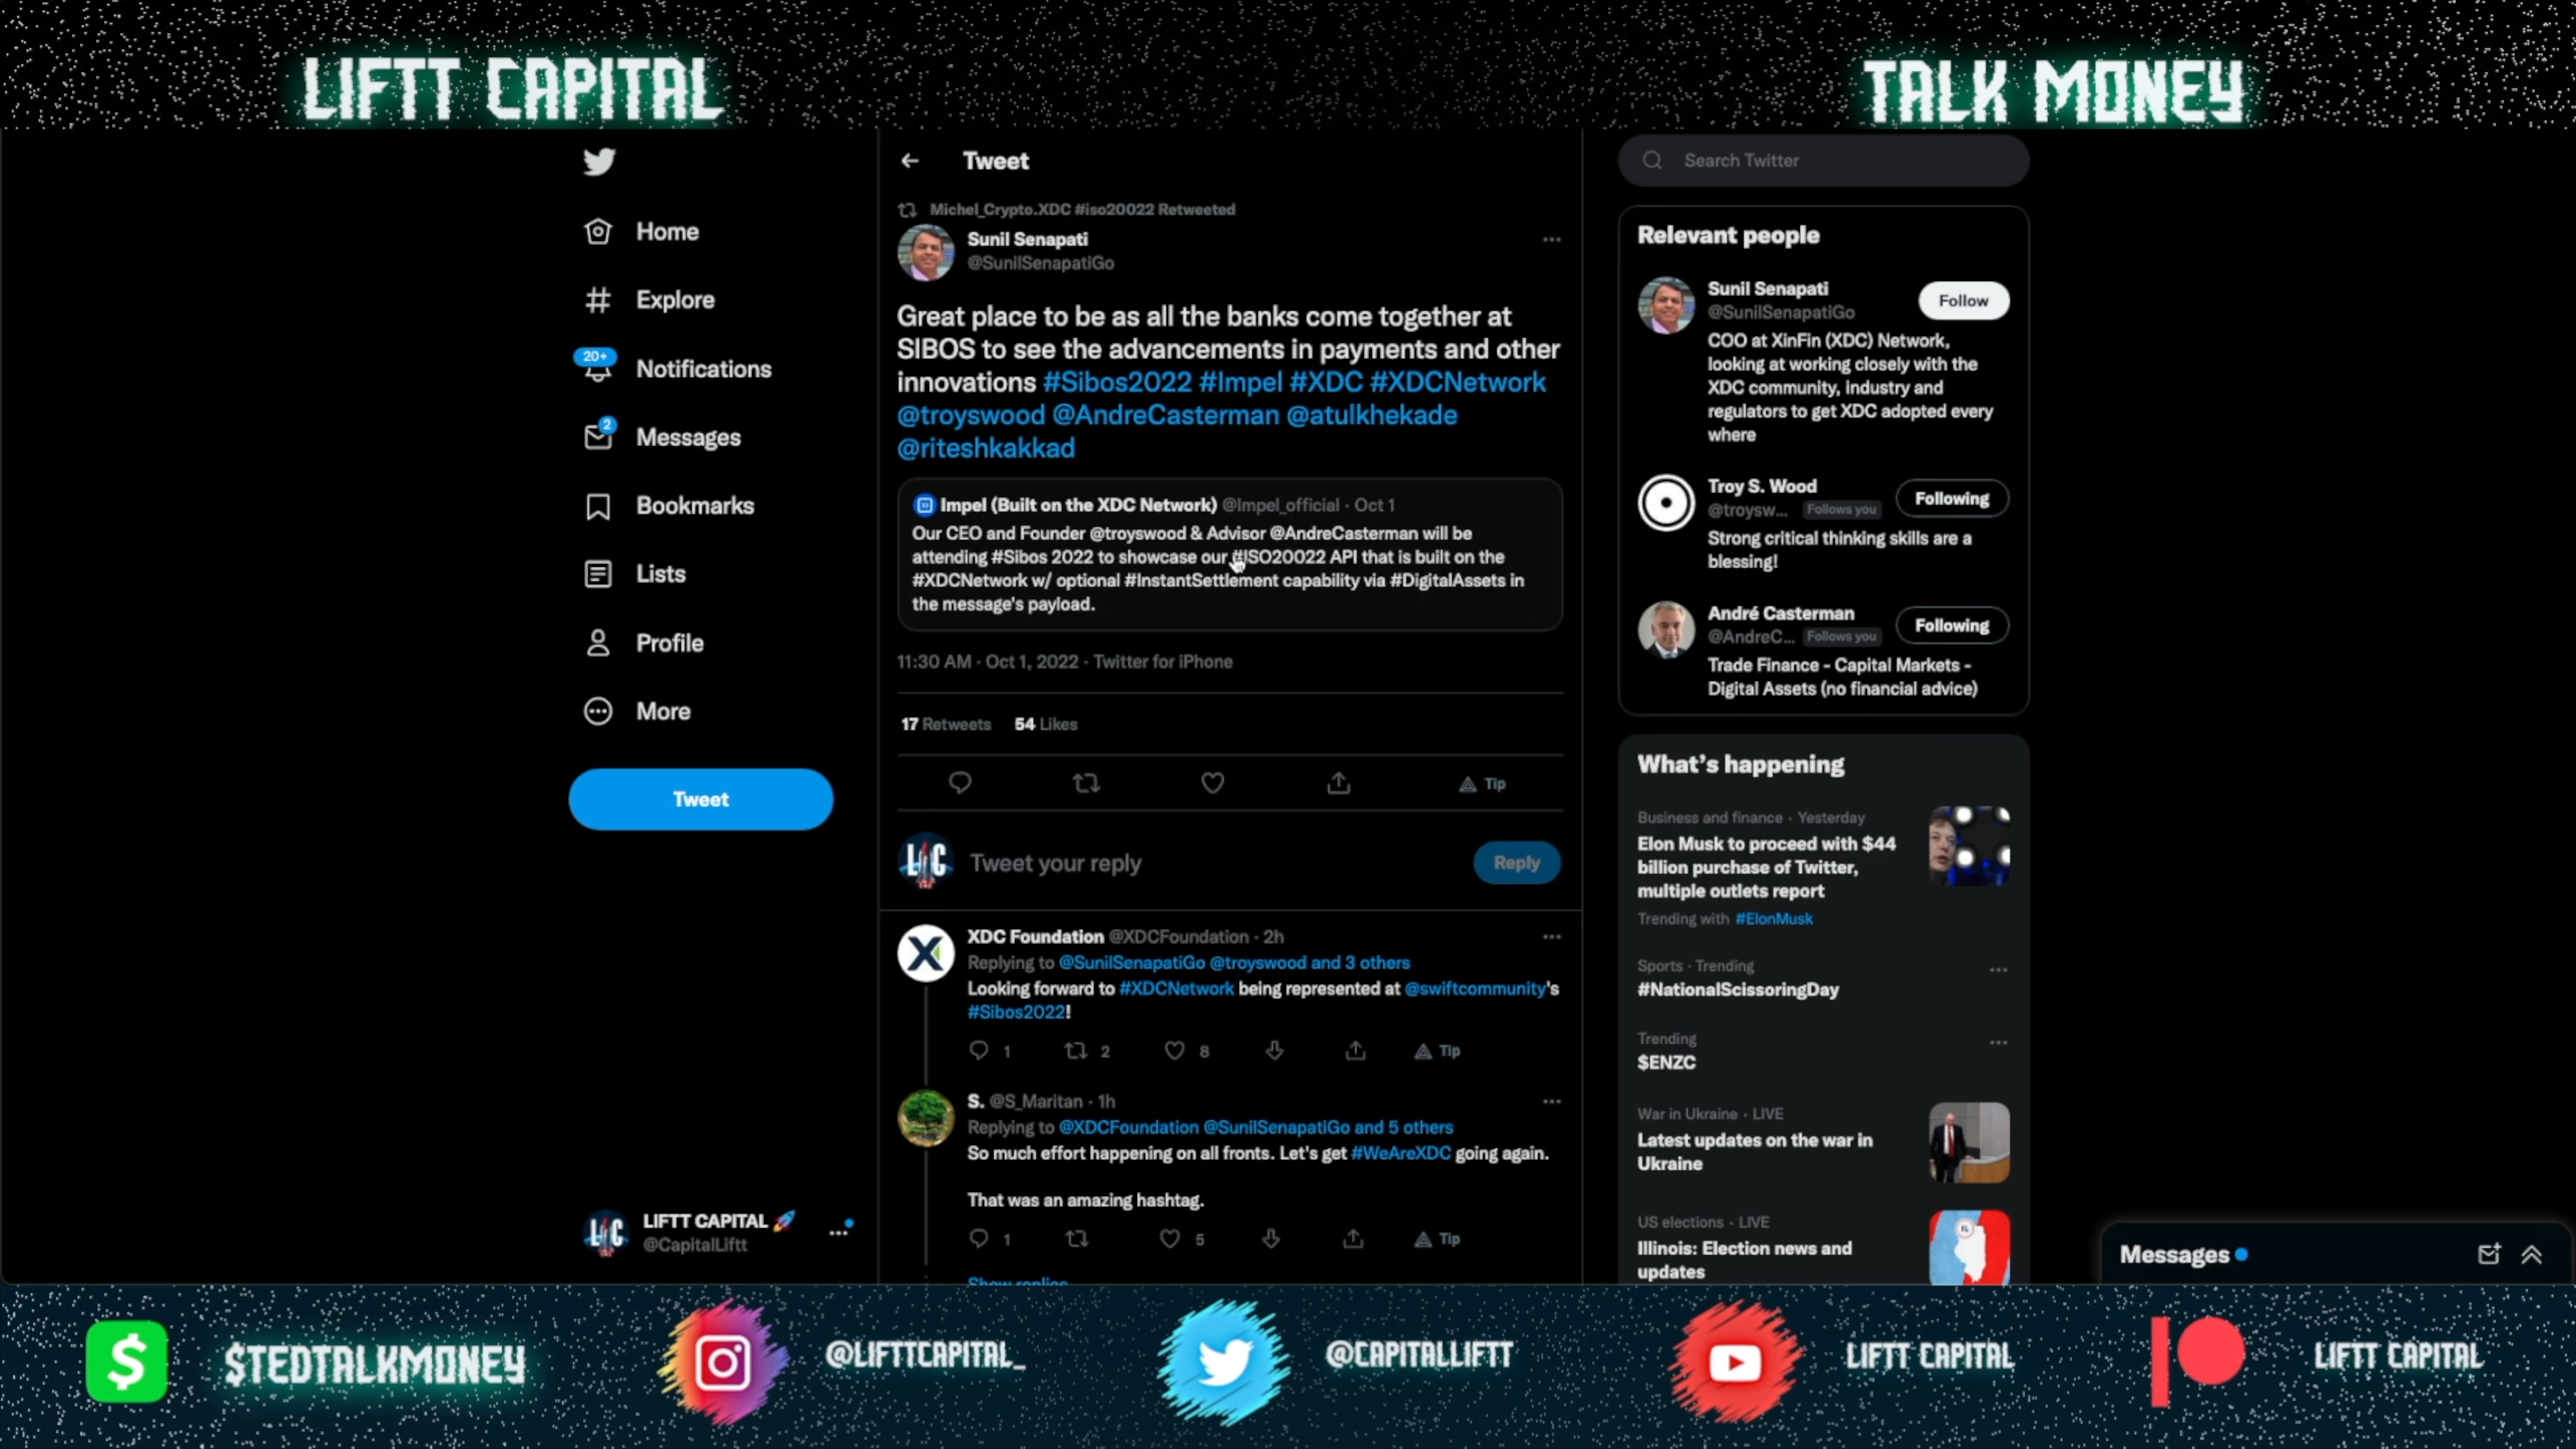 LIFTT CAPITAL
TALK MONEY
Home
Explore
20+
Notifications
2
Messages
Bookmarks
Lists
Profile
More
Tweet
LIFTT CAPITAL 🚀
@CapitalLiftt
Tweet
Michel_Crypto.XDC #iso20022 Retweeted
Sunil Senapati
@SunilSenapatiGo
Great place to be as all the banks come together at
SIBOS to see the advancements in payments and other
innovations #Sibos2022 #Impel #XDC #XDCNetwork
@troyswood @AndreCasterman @atulkhekade
@riteshkakkad
Impel (Built on the XDC Network) @Impel_official · Oct 1
Our CEO and Founder @troyswood & Advisor @AndreCasterman will be
attending #Sibos 2022 to showcase our #ISO20022 API that is built on the
#XDCNetwork w/ optional #InstantSettlement capability via #DigitalAssets in
the message's payload.
11:30 AM · Oct 1, 2022 · Twitter for iPhone
17 Retweets 54 Likes
Tip
LC
Tweet your reply
Reply
XDC Foundation @XDCFoundation · 2h
Replying to @SunilSenapatiGo @troyswood and 3 others
Looking forward to #XDCNetwork being represented at @swiftcommunity's
#Sibos2022!
1 2 8 Tip
S. @S_Maritan · 1h
Replying to @XDCFoundation @SunilSenapatiGo and 5 others
So much effort happening on all fronts. Let's get #WeAreXDC going again.
That was an amazing hashtag.
1 5 Tip
Show replies
Search Twitter
Relevant people
Sunil Senapati
@SunilSenapatiGo
Follow
COO at XinFin (XDC) Network,
looking at working closely with the
XDC community, industry and
regulators to get XDC adopted every
where
Troy S. Wood
@troysw... Follows you
Following
Strong critical thinking skills are a
blessing!
André Casterman
@AndreC... Follows you
Following
Trade Finance - Capital Markets -
Digital Assets (no financial advice)
What's happening
Business and finance · Yesterday
Elon Musk to proceed with $44
billion purchase of Twitter,
multiple outlets report
Trending with #ElonMusk
Sports · Trending
#NationalScissoringDay
Trending
$ENZC
War in Ukraine · LIVE
Latest updates on the war in
Ukraine
US elections · LIVE
Illinois: Election news and
updates
Messages
$TEDTALKMONEY
@LIFTTCAPITAL_
@CAPITALLIFTT
LIFTT CAPITAL
LIFTT CAPITAL